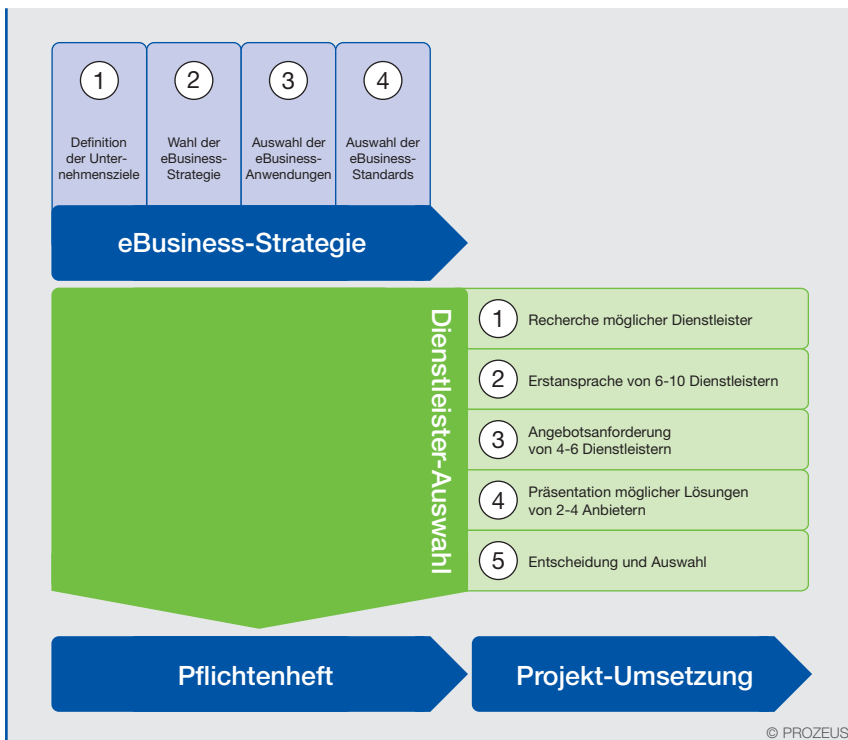 1
Definition
der Unter-
nehmensziele
2
Wahl der
eBusiness-
Strategie
3
Auswahl der
eBusiness-
Anwendungen
4
Auswahl der
eBusiness-
Standards
eBusiness-Strategie
Dienstleister-Auswahl
1 Recherche möglicher Dienstleister
2 Erstansprache von 6-10 Dienstleistern
3 Angebotsanforderung
von 4-6 Dienstleistern
4 Präsentation möglicher Lösungen
von 2-4 Anbietern
5 Entscheidung und Auswahl
Pflichtenheft
Projekt-Umsetzung
© PROZEUS